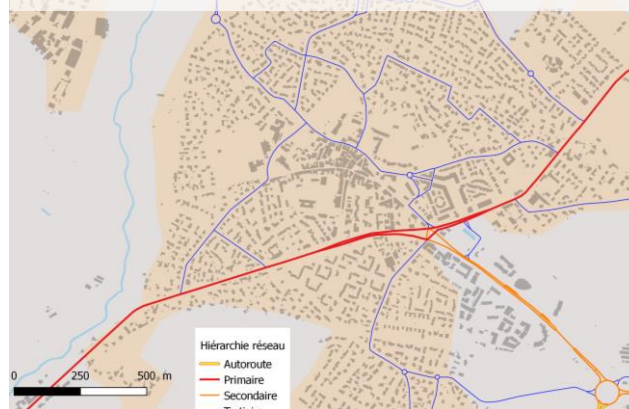 Hiérarchie réseau
Autoroute
Primaire
Secondaire
0 250 500 m